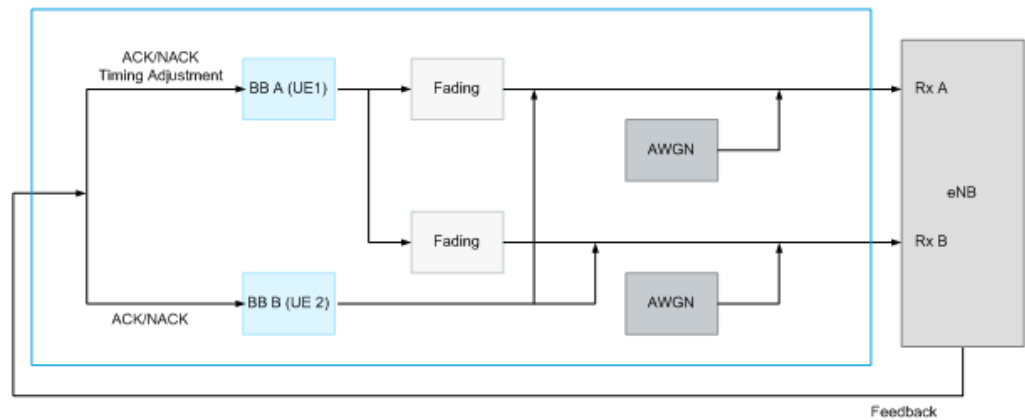 ACK/NACK
Timing Adjustment
BB A (UE1)
Fading
Rx A
AWGN
eNB
Fading
Rx B
BB B (UE 2)
AWGN
ACK/NACK
Feedback